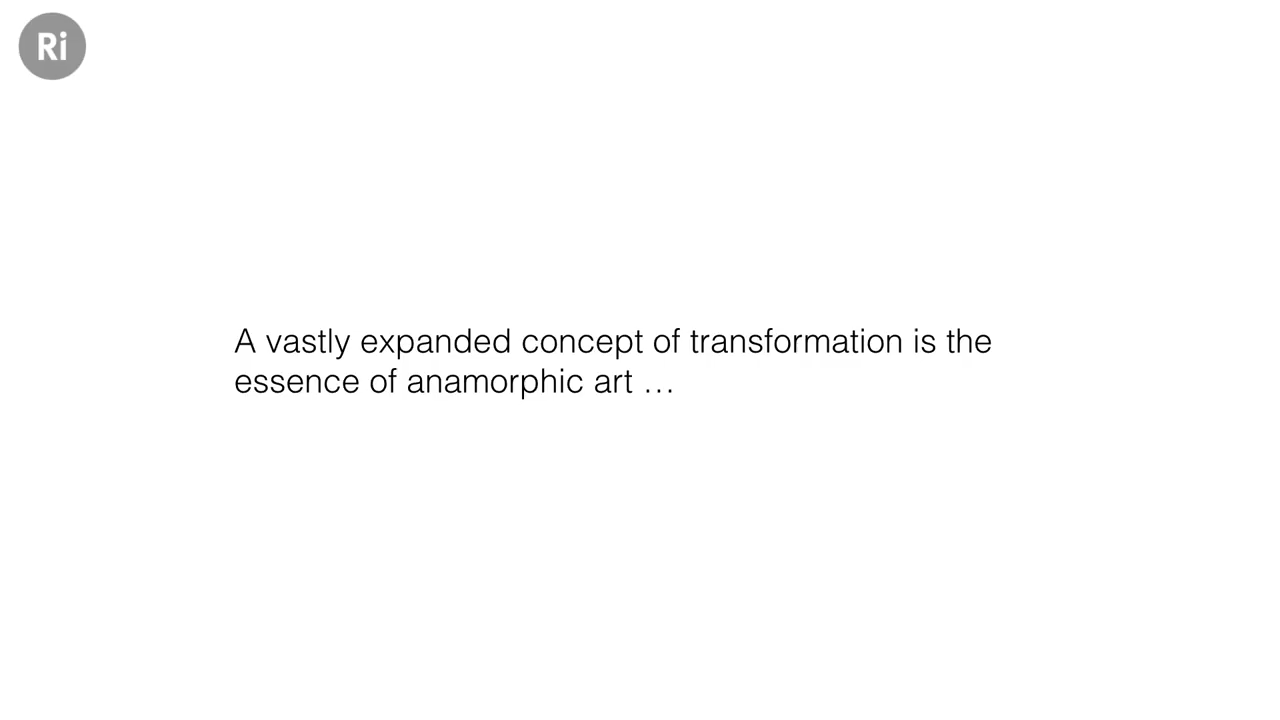 Ri
A vastly expanded concept of transformation is the
essence of anamorphic art …